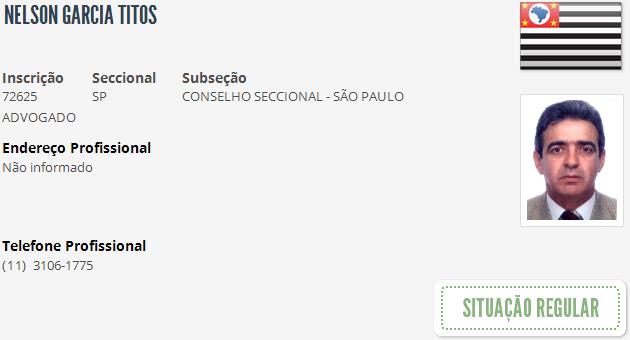 NELSON GARCIA TITOS
Inscrição Seccional Subseção
72625 SP CONSELHO SECCIONAL - SÃO PAULO
ADVOGADO
Endereço Profissional
Não informado
Telefone Profissional
(11) 3106-1775
SITUAÇÃO REGULAR